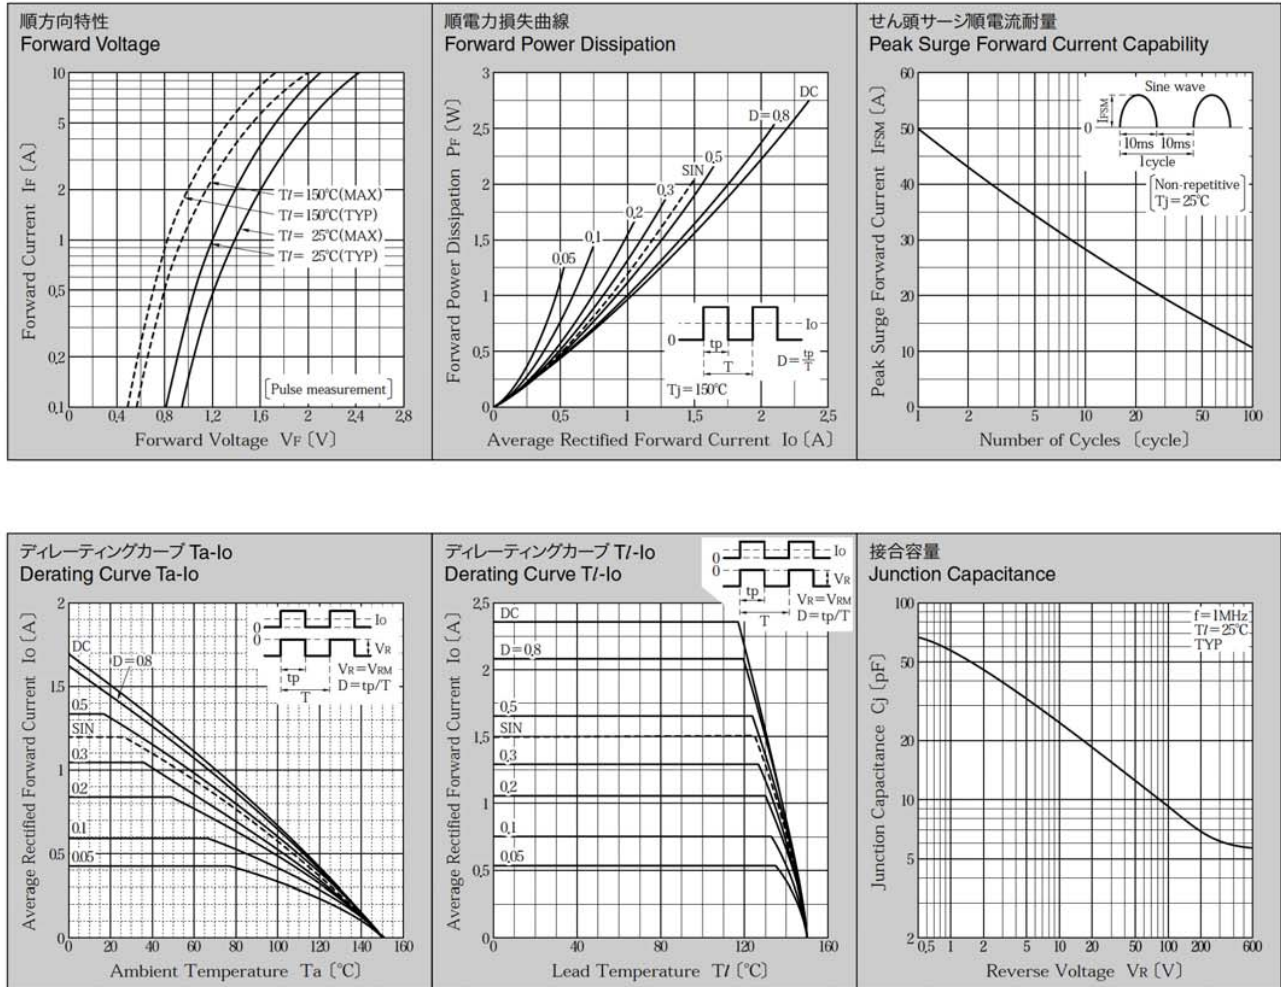 順方向特性
Forward Voltage
Forward Current IF [A]
10
5
2
1
0,5
0,2
0,1
Tl=150℃(MAX)
Tl=150℃(TYP)
Tl= 25℃(MAX)
Tl= 25℃(TYP)
[Pulse measurement]
0 0,4 0,8 1,2 1,6 2,0 2,4 2,8
Forward Voltage VF [V]
順電力損失曲線
Forward Power Dissipation
Forward Power Dissipation PF [W]
3
2,5
2
1,5
1
0,5
0
DC
D=0,8
0,5
SIN
0,3
0,2
0,1
0,05
Io
0
tp
T
D=tp/T
Tj=150℃
0 0,5 1 1,5 2 2,5
Average Rectified Forward Current Io [A]
せん頭サージ順電流耐量
Peak Surge Forward Current Capability
Peak Surge Forward Current IFSM [A]
60
50
40
30
20
10
0
Sine wave
IFSM
0
10ms 10ms
1cycle
[Non-repetitive
Tj=25℃]
1 2 5 10 20 50 100
Number of Cycles [cycle]
ディレーティングカーブ Ta-Io
Derating Curve Ta-Io
Average Rectified Forward Current Io [A]
2
1,5
1
0,5
0
0
Io
0
VR
tp
VR=VRM
T
D=tp/T
DC
D=0,8
0,5
SIN
0,3
0,2
0,1
0,05
0 20 40 60 80 100 120 140 160
Ambient Temperature Ta [℃]
ディレーティングカーブ Tl-Io
Derating Curve Tl-Io
Average Rectified Forward Current Io [A]
2,5
2
1,5
1
0,5
0
0
Io
0
VR
tp
VR=VRM
T
D=tp/T
DC
D=0,8
0,5
SIN
0,3
0,2
0,1
0,05
0 40 80 120 160
Lead Temperature Tl [℃]
接合容量
Junction Capacitance
Junction Capacitance Cj [pF]
100
50
20
10
5
2
f=1MHz
Tl=25℃
TYP
0,5 1 2 5 10 20 50 100 200 600
Reverse Voltage VR [V]